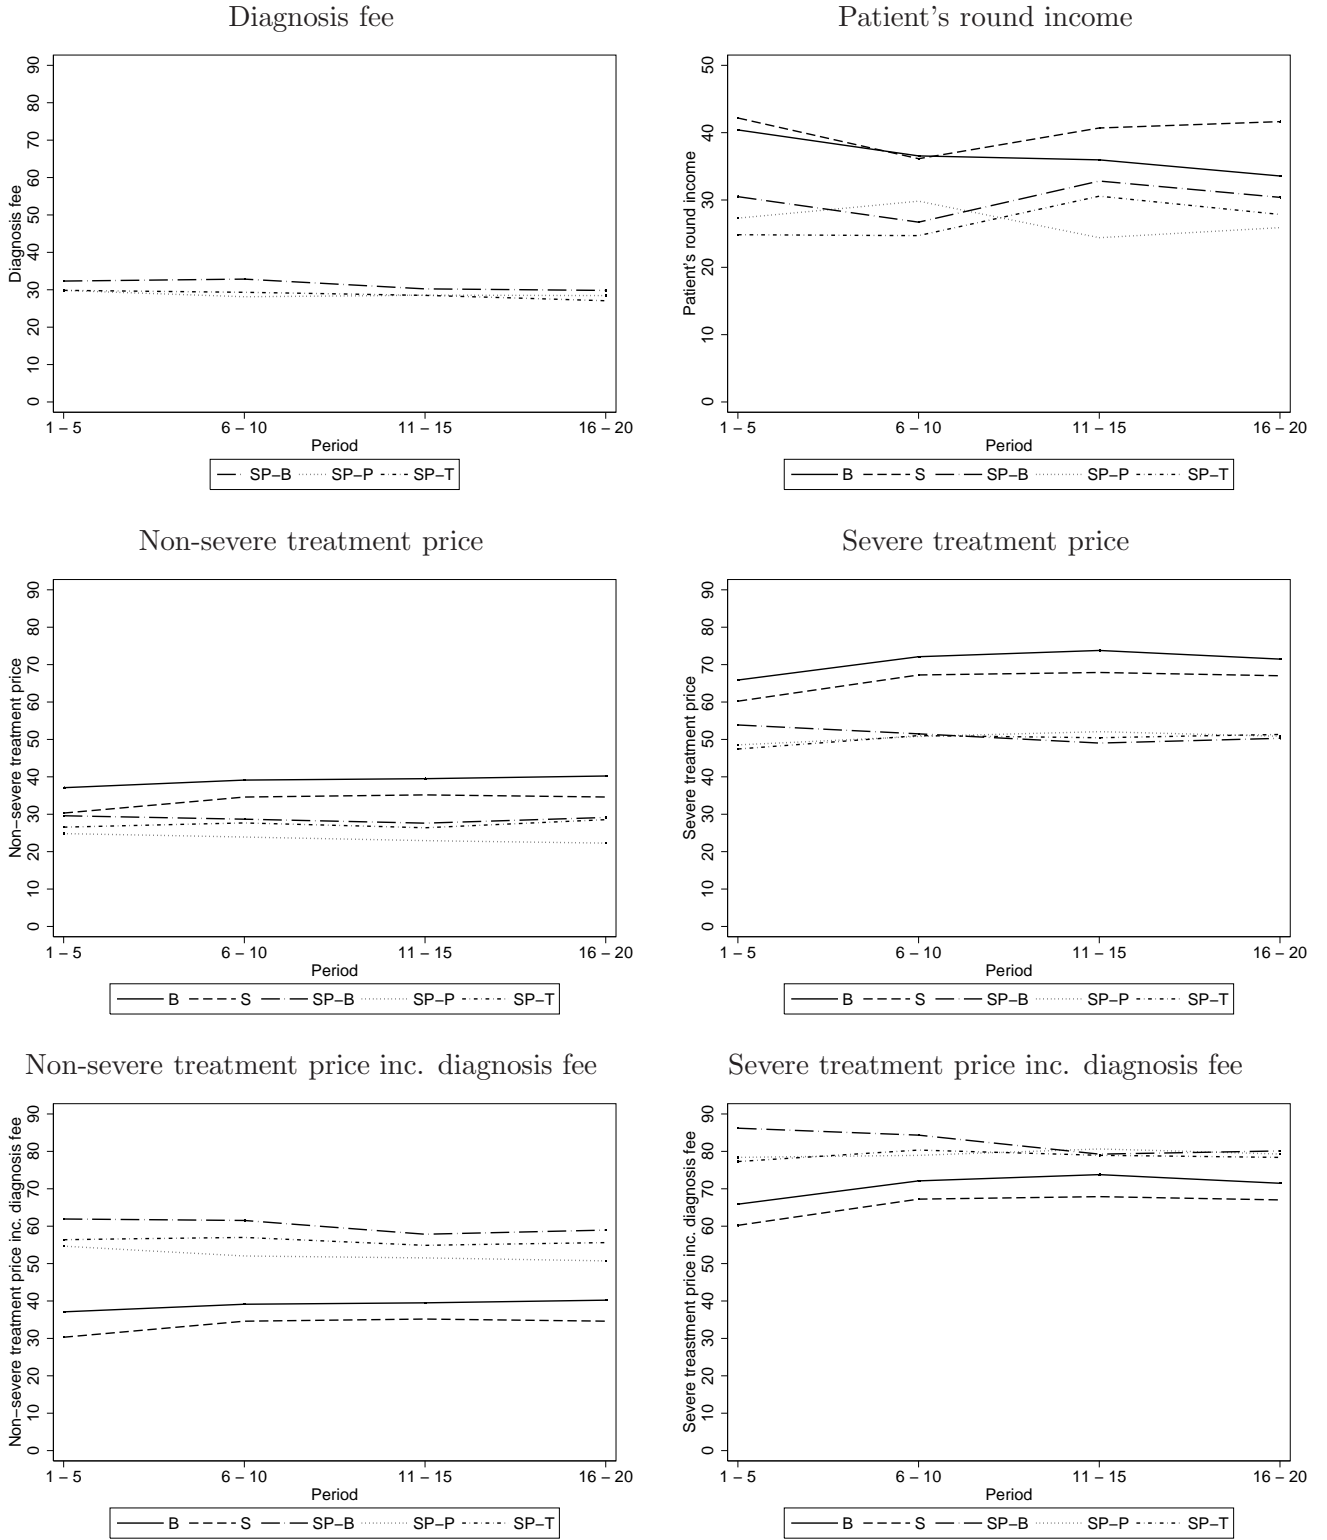 Diagnosis fee
Diagnosis fee
0 10 20 30 40 50 60 70 80 90
1 – 5 6 – 10 11 – 15 16 – 20
Period
SP–B SP–P SP–T
Patient's round income
Patient's round income
0 10 20 30 40 50
1 – 5 6 – 10 11 – 15 16 – 20
Period
B S SP–B SP–P SP–T
Non-severe treatment price
Non–severe treatment price
0 10 20 30 40 50 60 70 80 90
1 – 5 6 – 10 11 – 15 16 – 20
Period
B S SP–B SP–P SP–T
Severe treatment price
Severe treatment price
0 10 20 30 40 50 60 70 80 90
1 – 5 6 – 10 11 – 15 16 – 20
Period
B S SP–B SP–P SP–T
Non-severe treatment price inc. diagnosis fee
Non–severe treatment price inc. diagnosis fee
0 10 20 30 40 50 60 70 80 90
1 – 5 6 – 10 11 – 15 16 – 20
Period
B S SP–B SP–P SP–T
Severe treatment price inc. diagnosis fee
Severe treastment price inc. diagnosis fee
0 10 20 30 40 50 60 70 80 90
1 – 5 6 – 10 11 – 15 16 – 20
Period
B S SP–B SP–P SP–T